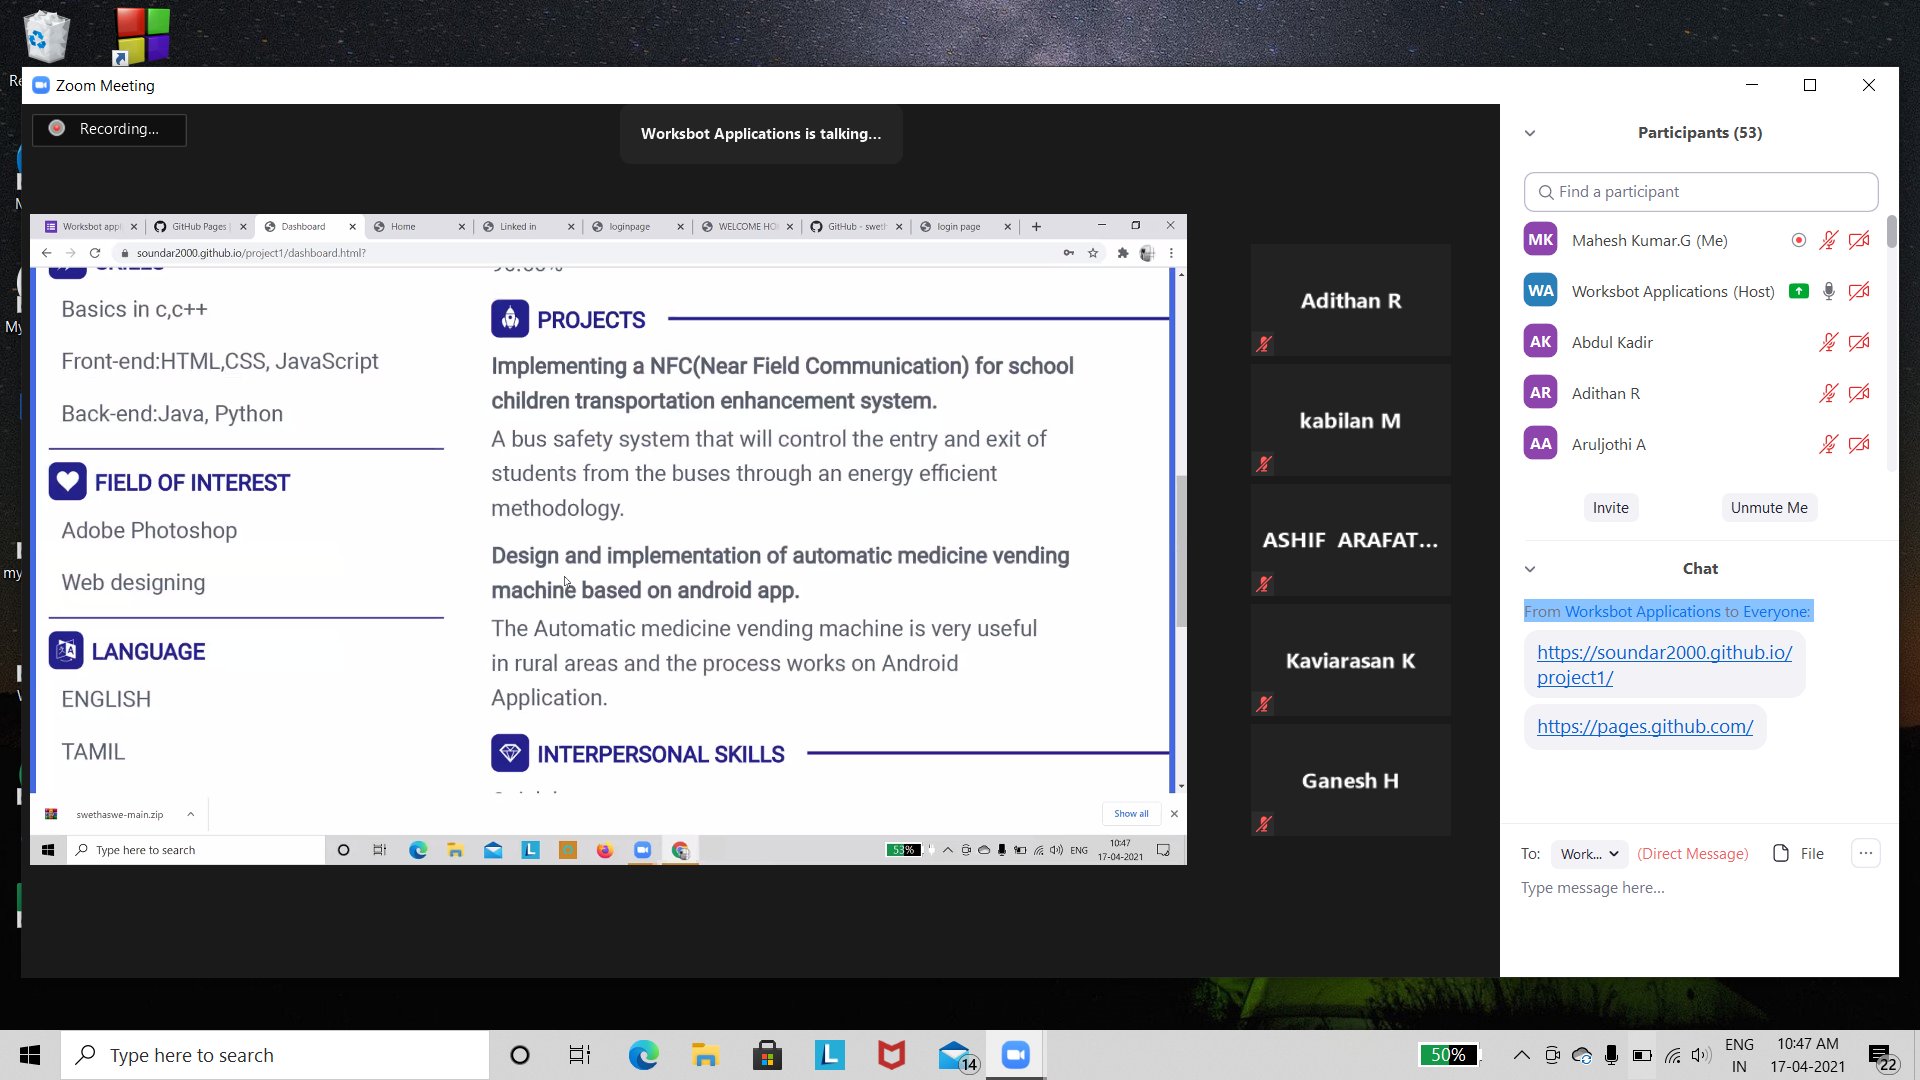 Zoom Meeting
Recording...
Worksbot Applications is talking...
Worksbot appl
GitHub Pages
Dashboard
Home
Linked in
loginpage
WELCOME HO
GitHub - sweth
login page
soundar2000.github.io/project1/dashboard.html?
Basics in c,c++
Front-end:HTML,CSS, JavaScript
Back-end:Java, Python
FIELD OF INTEREST
Adobe Photoshop
Web designing
LANGUAGE
ENGLISH
TAMIL
PROJECTS
Implementing a NFC(Near Field Communication) for school
children transportation enhancement system.
A bus safety system that will control the entry and exit of
students from the buses through an energy efficient
methodology.
Design and implementation of automatic medicine vending
machine based on android app.
The Automatic medicine vending machine is very useful
in rural areas and the process works on Android
Application.
INTERPERSONAL SKILLS
swethaswe-main.zip
Show all
Type here to search
53%
ENG
10:47
17-04-2021
Adithan R
kabilan M
ASHIF ARAFAT...
Kaviarasan K
Ganesh H
Participants (53)
Find a participant
MK Mahesh Kumar.G (Me)
WA Worksbot Applications (Host)
AK Abdul Kadir
AR Adithan R
AA Aruljothi A
Invite
Unmute Me
Chat
From Worksbot Applications to Everyone:
https://soundar2000.github.io/
project1/
https://pages.github.com/
To: Work... (Direct Message) File
Type message here...
Type here to search
L
14
50%
ENG
IN
10:47 AM
17-04-2021
22